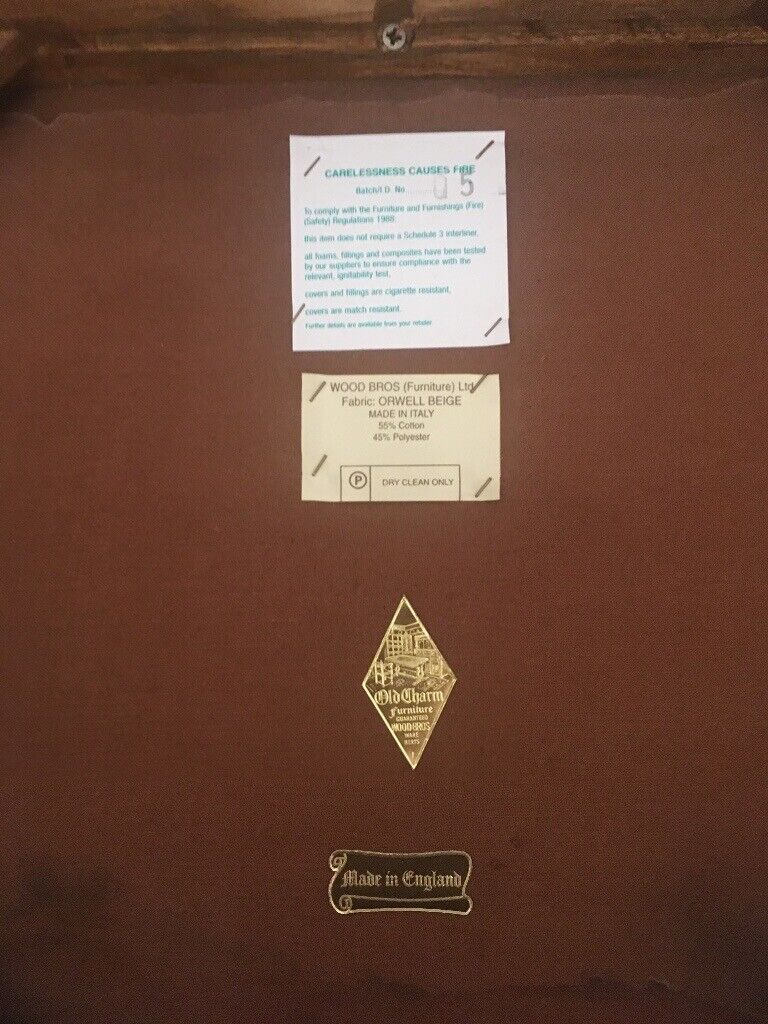 CARELESSNESS CAUSES FIRE
Batch/I.D. No. 5
To comply with the Furniture and Furnishings (Fire)
(Safety) Regulations 1988
this item does not require a Schedule 3 interliner,
all foams, fillings and composites have been tested
by our suppliers to ensure compliance with the
relevant, ignitability test,
covers and fillings are cigarette resistant,
covers are match resistant.
Further details are available from your retailer
WOOD BROS (Furniture) Ltd
Fabric: ORWELL BEIGE
MADE IN ITALY
55% Cotton
45% Polyester
P DRY CLEAN ONLY
Old Charm
Furniture
GUARANTEED
WOOD BROS
WARE
HERTS
Made in England